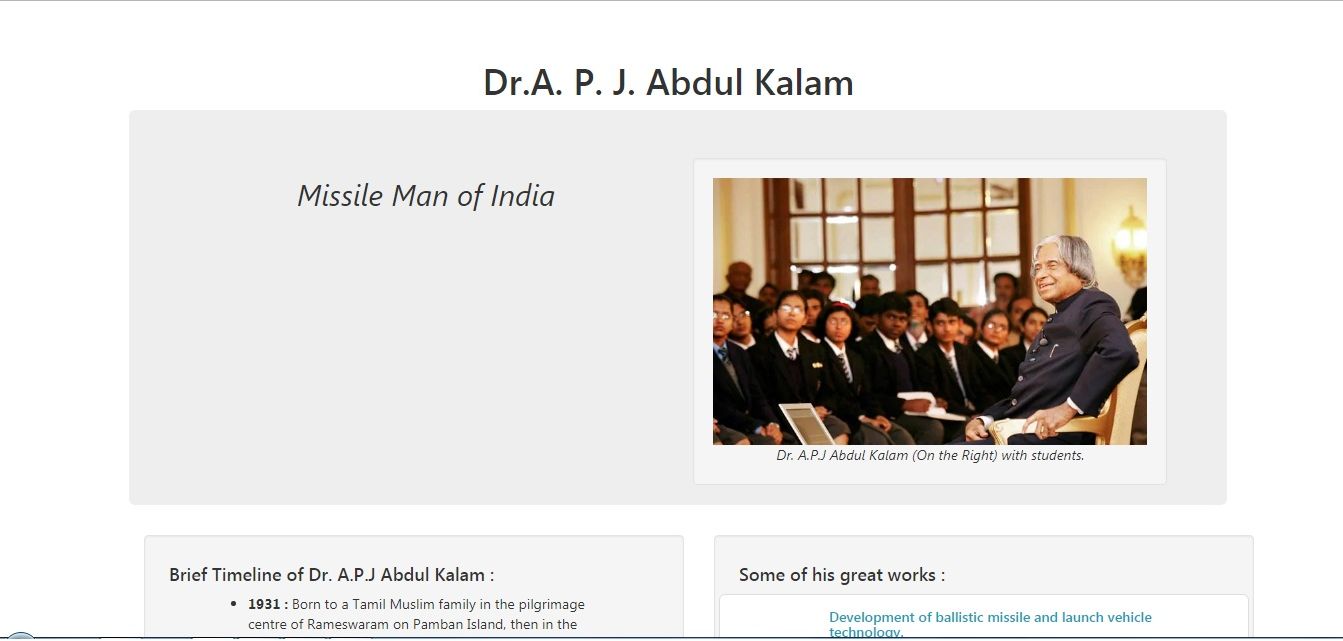 Dr.A. P. J. Abdul Kalam
Missile Man of India
Dr. A.P.J Abdul Kalam (On the Right) with students.
Brief Timeline of Dr. A.P.J Abdul Kalam :
1931 : Born to a Tamil Muslim family in the pilgrimage
centre of Rameswaram on Pamban Island, then in the
Some of his great works :
Development of ballistic missile and launch vehicle
technology.